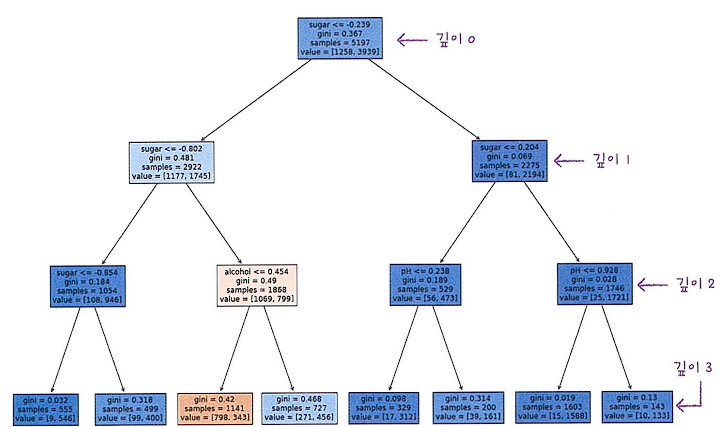 sugar <= -0.239
gini = 0.367
samples = 5197
value = [1258, 3939]
깊이 0
sugar <= -0.802
gini = 0.481
samples = 2922
value = [1177, 1745]
sugar <= 0.204
gini = 0.069
samples = 2275
value = [81, 2194]
깊이 1
sugar <= -0.854
gini = 0.184
samples = 1054
value = [108, 946]
alcohol <= 0.454
gini = 0.49
samples = 1868
value = [1069, 799]
pH <= 0.238
gini = 0.189
samples = 529
value = [56, 473]
pH <= 0.928
gini = 0.028
samples = 1746
value = [25, 1721]
깊이 2
깊이 3
gini = 0.032
samples = 555
value = [9, 546]
gini = 0.318
samples = 499
value = [99, 400]
gini = 0.42
samples = 1141
value = [798, 343]
gini = 0.468
samples = 727
value = [271, 456]
gini = 0.098
samples = 329
value = [17, 312]
gini = 0.314
samples = 200
value = [39, 161]
gini = 0.019
samples = 1603
value = [15, 1588]
gini = 0.13
samples = 143
value = [10, 133]